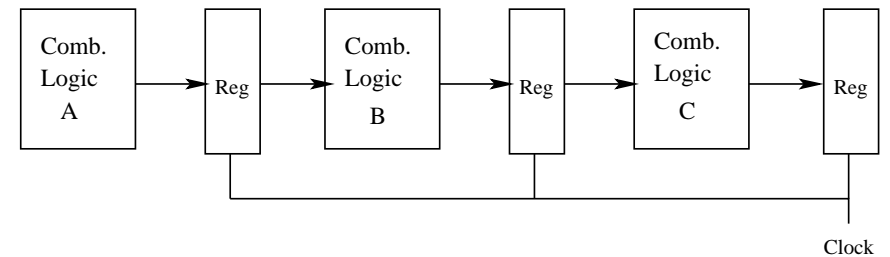 Comb.
Logic
A
Reg
Comb.
Logic
B
Reg
Comb.
Logic
C
Reg
Clock